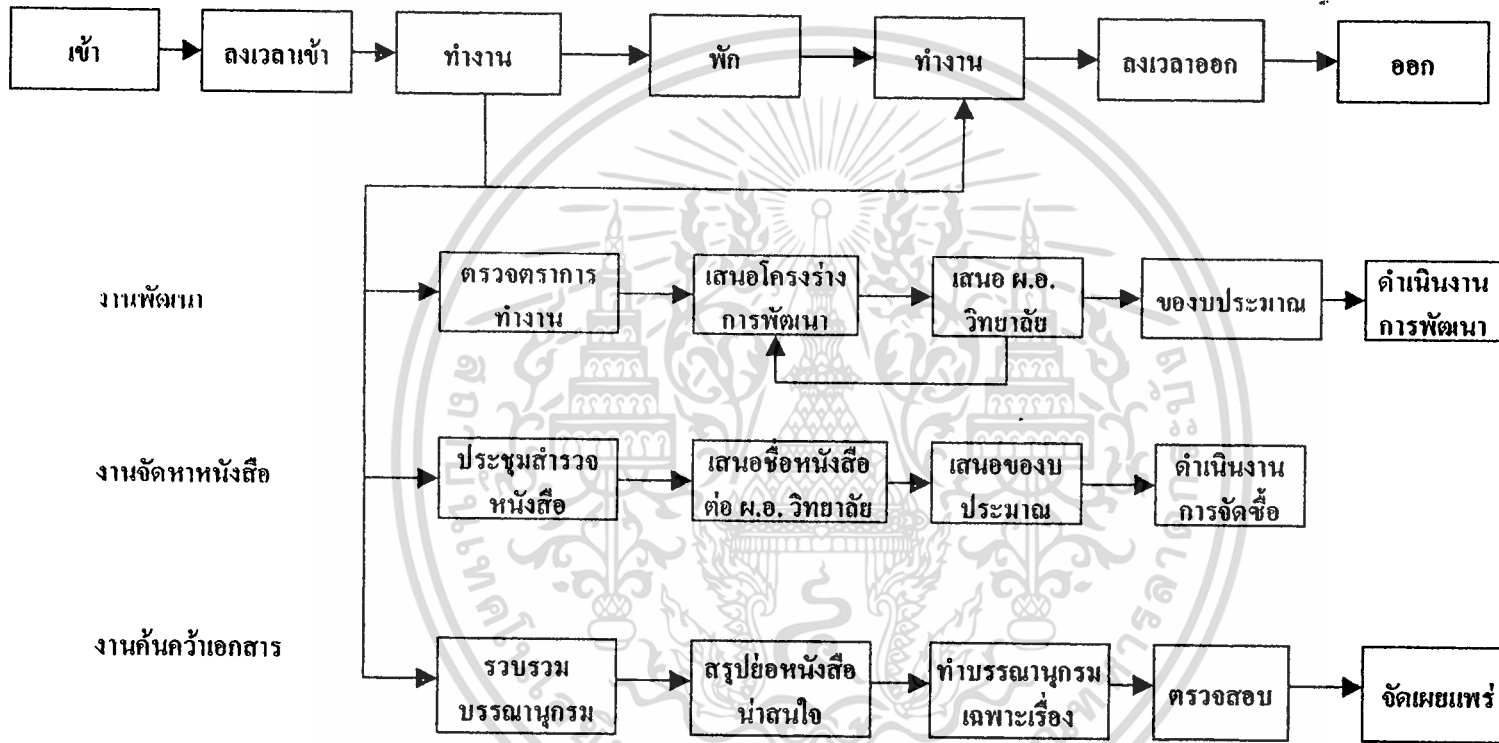 เข้า
ลงเวลาเข้า
ทำงาน
พัก
ทำงาน
ลงเวลาออก
ออก
งานพัฒนา
ตรวจตราการ
ทำงาน
เสนอโครงร่าง
การพัฒนา
เสนอ ผ.อ.
วิทยาลัย
ของบประมาณ
ดำเนินงาน
การพัฒนา
งานจัดหาหนังสือ
ประชุมสำรวจ
หนังสือ
เสนอชื่อหนังสือ
ต่อ ผ.อ. วิทยาลัย
เสนอของบ
ประมาณ
ดำเนินงาน
การจัดซื้อ
งานค้นคว้าเอกสาร
รวบรวม
บรรณานุกรม
สรุปย่อหนังสือ
น่าสนใจ
ทำบรรณานุกรม
เฉพาะเรื่อง
ตรวจสอบ
จัดเผยแพร่